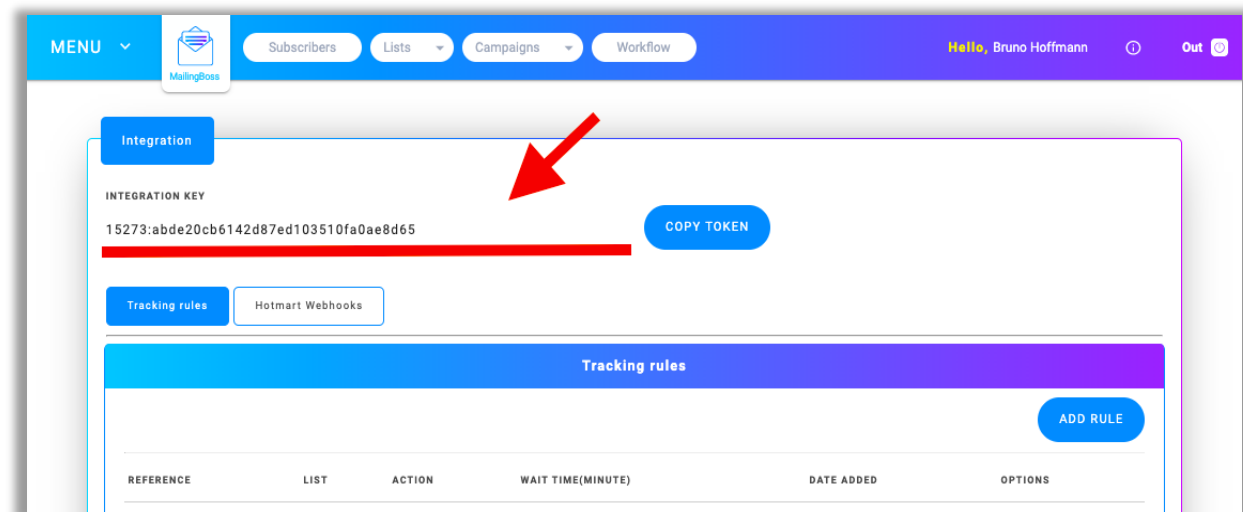 MENU
MailingBoss
Subscribers
Lists
Campaigns
Workflow
Hello, Bruno Hoffmann
Out
Integration
INTEGRATION KEY
15273:abde20cb6142d87ed103510fa0ae8d65
COPY TOKEN
Tracking rules
Hotmart Webhooks
Tracking rules
ADD RULE
REFERENCE LIST ACTION WAIT TIME(MINUTE) DATE ADDED OPTIONS